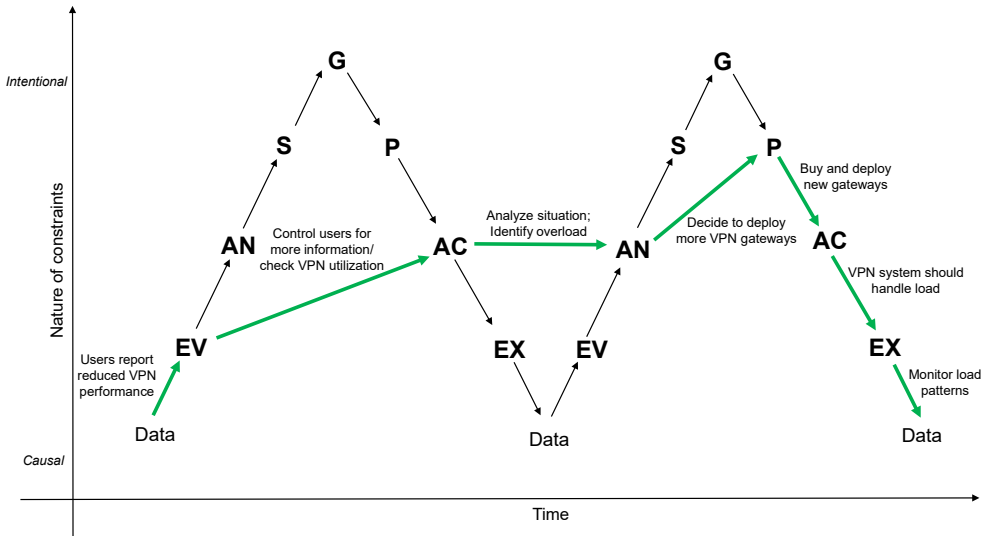 Intentional
Nature of constraints
Causal
Time
Data
Users report
reduced VPN
performance
EV
AN
S
G
P
Control users for
more information/
check VPN utilization
AC
EX
Data
Analyze situation;
Identify overload
EV
AN
S
G
Decide to deploy
more VPN gateways
P
Buy and deploy
new gateways
AC
VPN system should
handle load
EX
Monitor load
patterns
Data